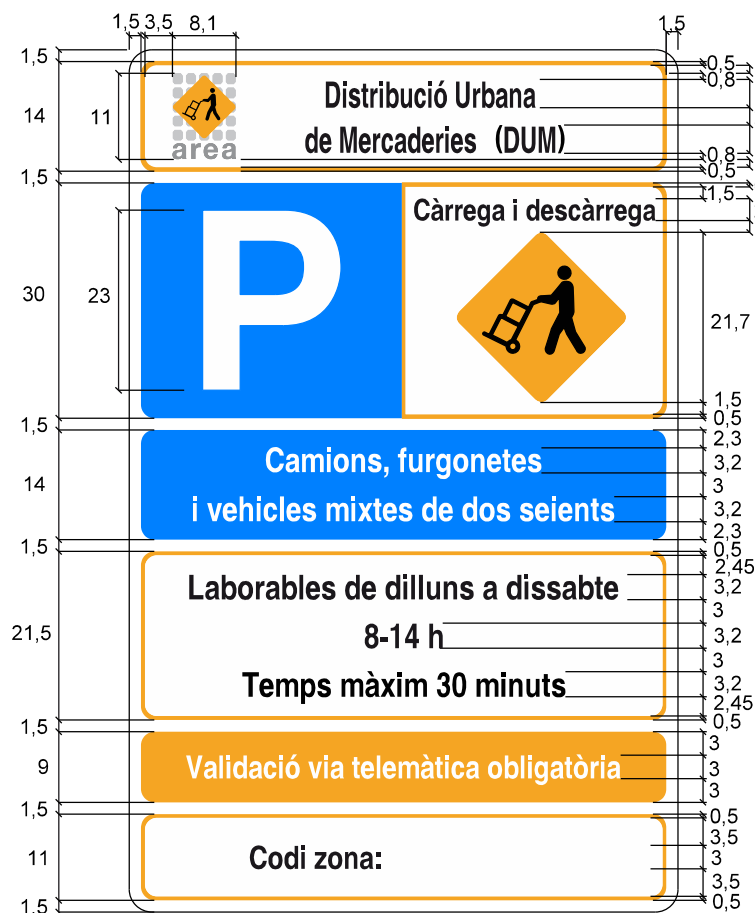 1,5 3,5 8,1 1,5
1,5 0,5
0,8
14 11 Distribució Urbana
de Mercaderies (DUM)
area
0,8
0,5
1,5 1,5
Càrrega i descàrrega
30 23 P 21,7
1,5
0,5
1,5 2,3
Camions, furgonetes 3,2
14 3
i vehicles mixtes de dos seients 3,2
2,3
1,5 0,5
2,45
Laborables de dilluns a dissabte 3,2
3
21,5 8-14 h 3,2
3
Temps màxim 30 minuts 3,2
2,45
1,5 0,5
3
9 Validació via telemàtica obligatòria 3
3
1,5 0,5
3,5
11 Codi zona: 3
3,5
1,5 0,5